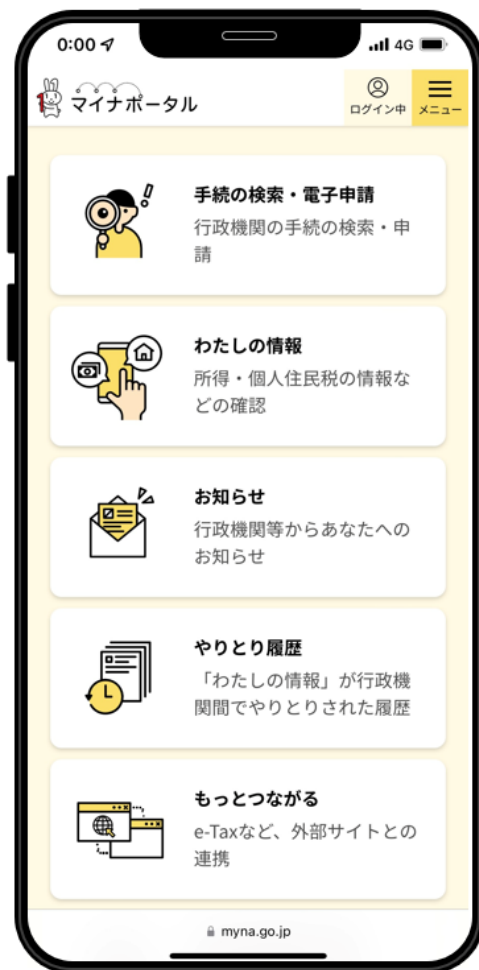 0:00
4G
マイナポータル
ログイン中
メニュー
手続の検索・電子申請
行政機関の手続の検索・申
請
わたしの情報
所得・個人住民税の情報な
どの確認
お知らせ
行政機関等からあなたへの
お知らせ
やりとり履歴
「わたしの情報」が行政機
関間でやりとりされた履歴
もっとつながる
e-Taxなど、外部サイトとの
連携
myna.go.jp